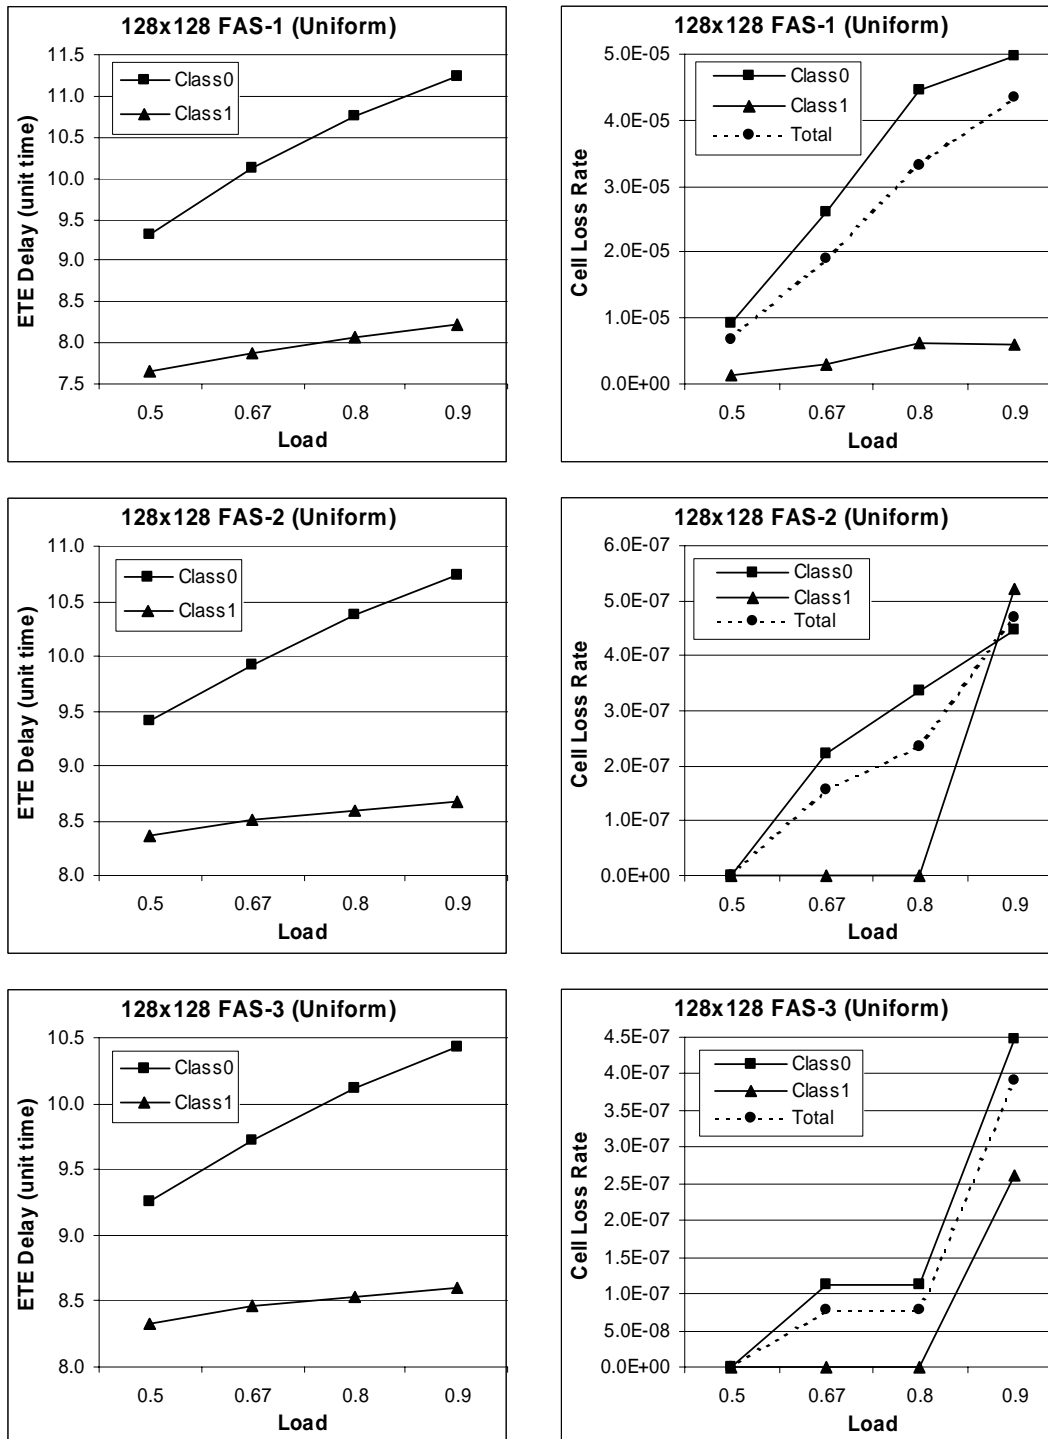 128x128 FAS-1 (Uniform)
ETE Delay (unit time)
11.5
11.0
10.5
10.0
9.5
9.0
8.5
8.0
7.5
Class0
Class1
0.5 0.67 0.8 0.9
Load
128x128 FAS-1 (Uniform)
Cell Loss Rate
5.0E-05
4.0E-05
3.0E-05
2.0E-05
1.0E-05
0.0E+00
Class0
Class1
Total
0.5 0.67 0.8 0.9
Load
128x128 FAS-2 (Uniform)
ETE Delay (unit time)
11.0
10.5
10.0
9.5
9.0
8.5
8.0
Class0
Class1
0.5 0.67 0.8 0.9
Load
128x128 FAS-2 (Uniform)
Cell Loss Rate
6.0E-07
5.0E-07
4.0E-07
3.0E-07
2.0E-07
1.0E-07
0.0E+00
Class0
Class1
Total
0.5 0.67 0.8 0.9
Load
128x128 FAS-3 (Uniform)
ETE Delay (unit time)
10.5
10.0
9.5
9.0
8.5
8.0
Class0
Class1
0.5 0.67 0.8 0.9
Load
128x128 FAS-3 (Uniform)
Cell Loss Rate
4.5E-07
4.0E-07
3.5E-07
3.0E-07
2.5E-07
2.0E-07
1.5E-07
1.0E-07
5.0E-08
0.0E+00
Class0
Class1
Total
0.5 0.67 0.8 0.9
Load